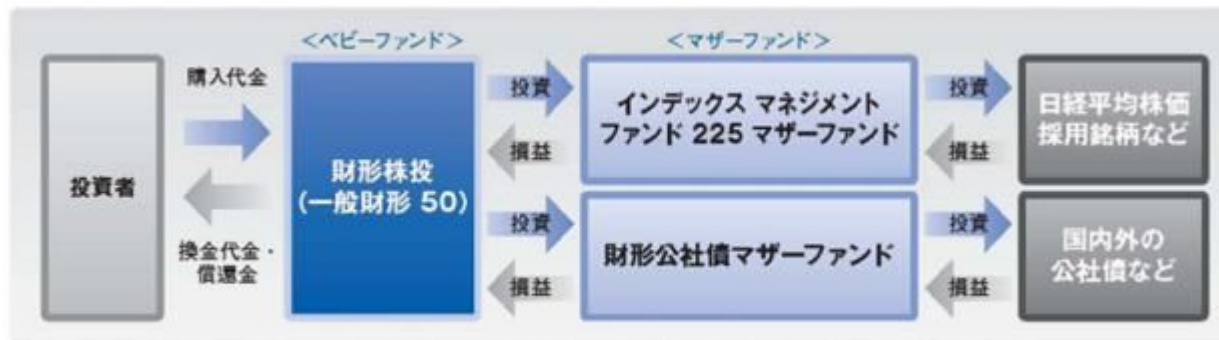 <ベビーファンド>
<マザーファンド>
投資者
購入代金
換金代金・
償還金
財形株投
(一般財形 50)
投資
損益
投資
損益
インデックス マネジメント
ファンド 225 マザーファンド
財形公社債マザーファンド
投資
損益
投資
損益
日経平均株価
採用銘柄など
国内外の
公社債など